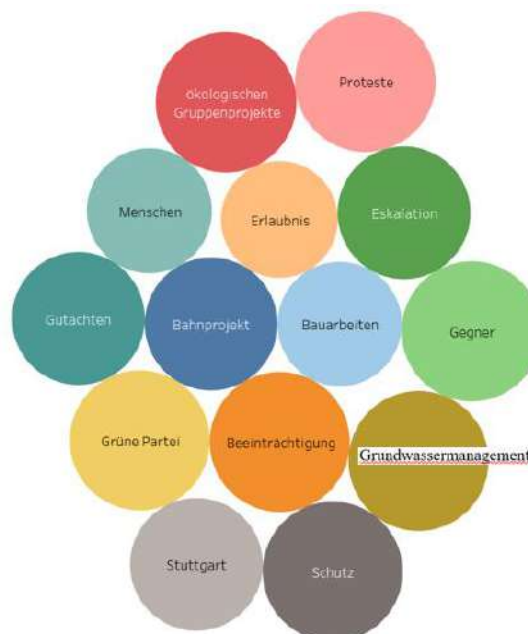 ökologischen
Gruppenprojekte
Proteste
Menschen
Erlaubnis
Eskalation
Gutachten
Bahnprojekt
Bauarbeiten
Gegner
Grüne Partei
Beeinträchtigung
Grundwassermanagement
Stuttgart
Schutz